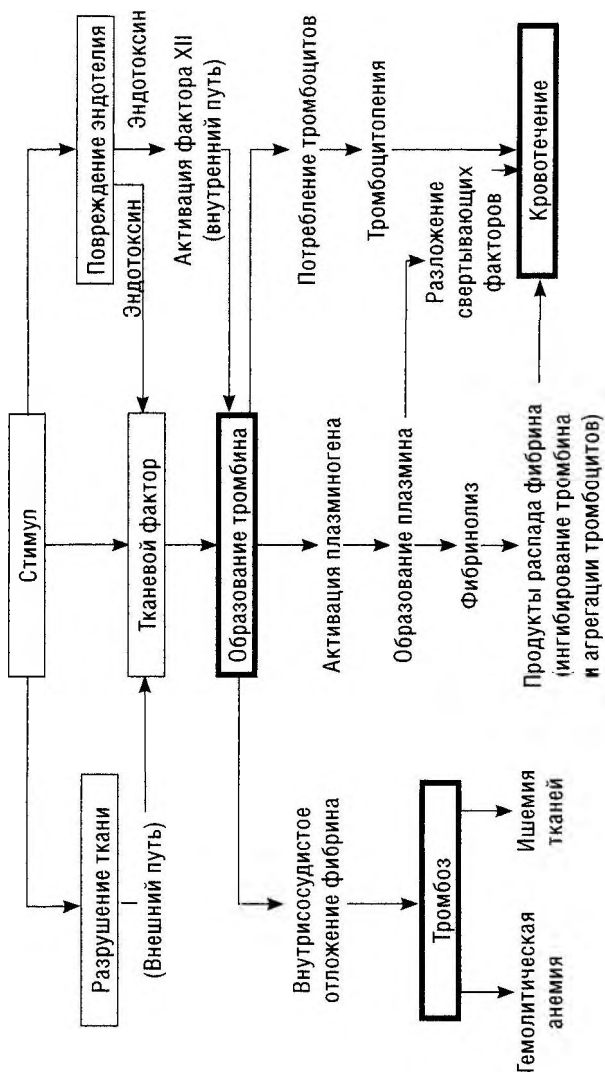 Стимул
Разрушение ткани
Повреждение эндотелия
(Внешний путь)
Тканевой фактор
Эндотоксин
Эндотоксин
Активация фактора XII
(внутренний путь)
Образование тромбина
Внутрисосудистое
отложение фибрина
Активация плазминогена
Потребление тромбоцитов
Образование плазмина
Тромбоцитопения
Разложение
свертывающих
факторов
Тромбоз
Фибринолиз
Гемолитическая
анемия
Ишемия
тканей
Продукты распада фибрина
(ингибирование тромбина
и агрегации тромбоцитов)
Кровотечение